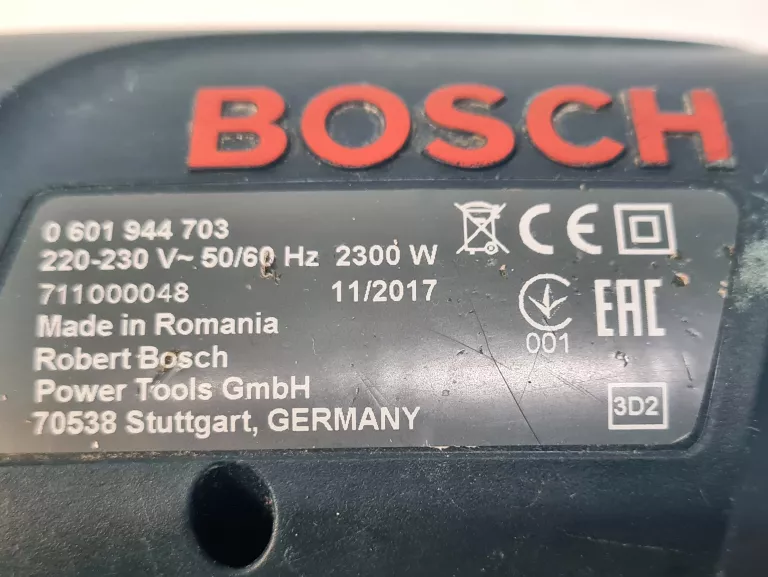 BOSCH
0 601 944 703
220-230 V~ 50/60 Hz 2300 W
711000048 11/2017
Made in Romania
Robert Bosch
Power Tools GmbH
70538 Stuttgart, GERMANY
CE
001
EAC
3D2